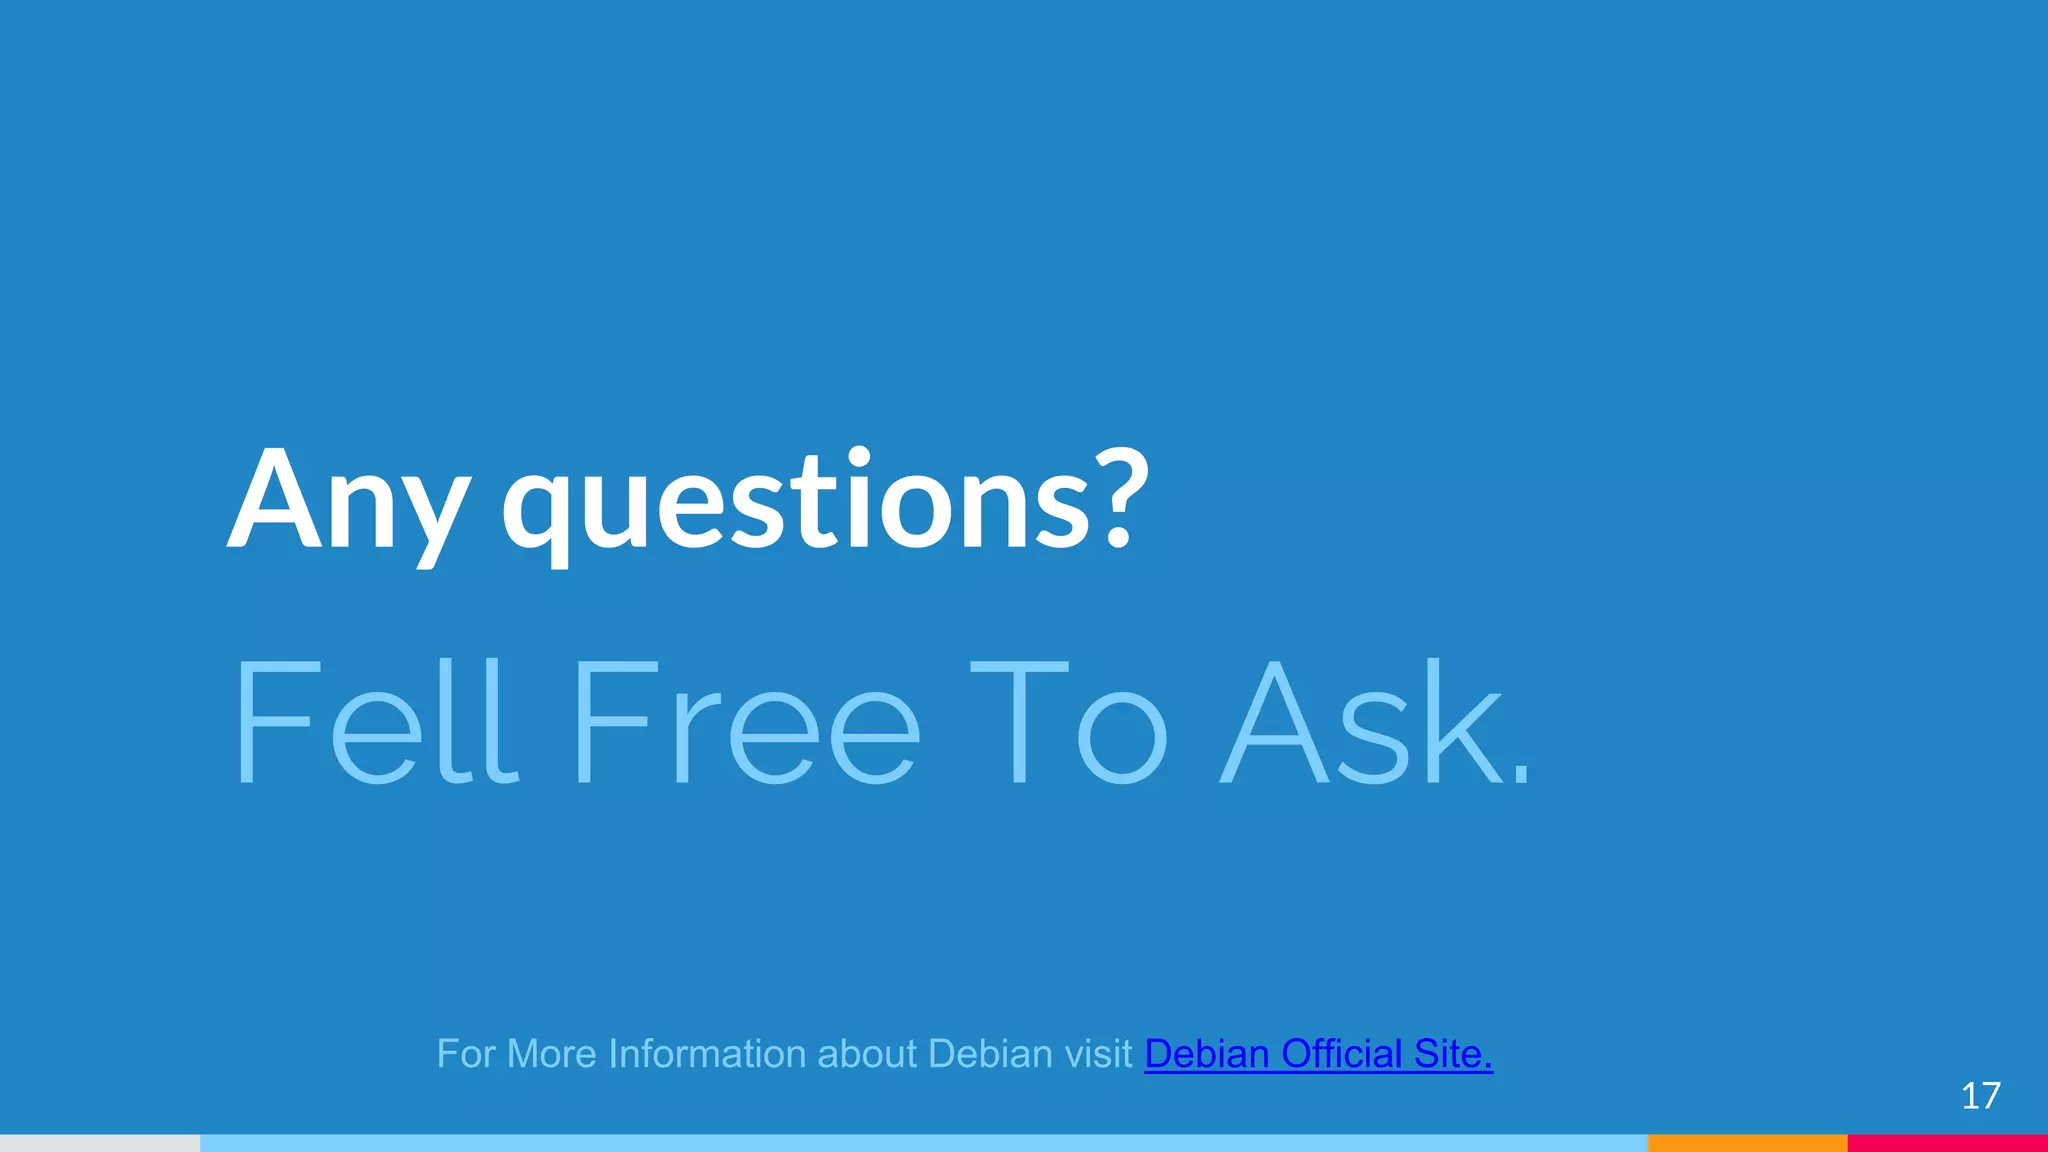 Any questions?
Fell Free To Ask.
For More Information about Debian visit Debian Official Site.
17